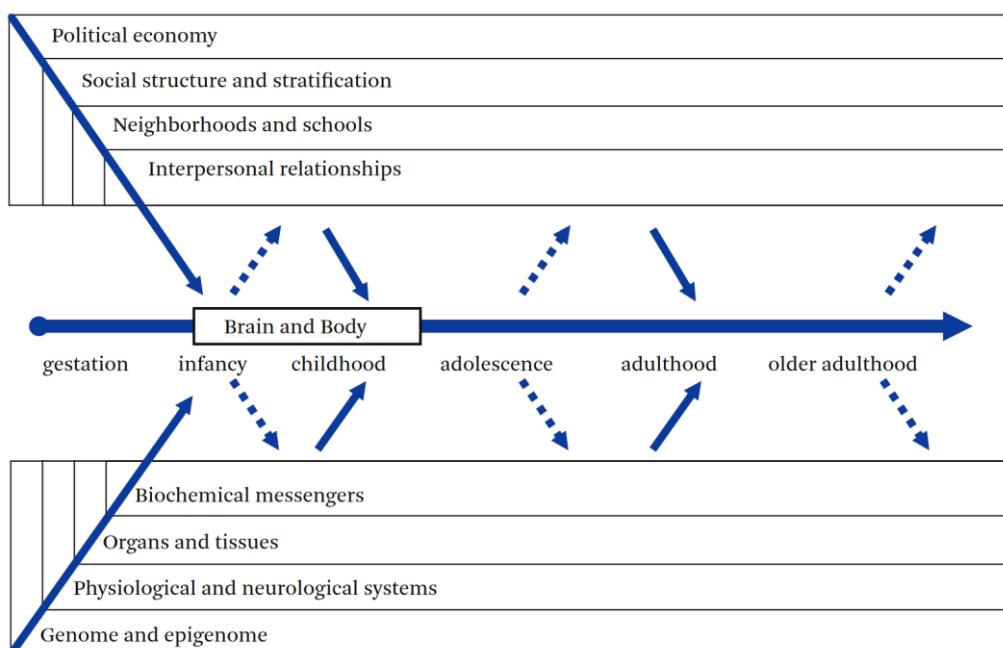 Political economy
Social structure and stratification
Neighborhoods and schools
Interpersonal relationships
Brain and Body
gestation infancy childhood adolescence adulthood older adulthood
Biochemical messengers
Organs and tissues
Physiological and neurological systems
Genome and epigenome